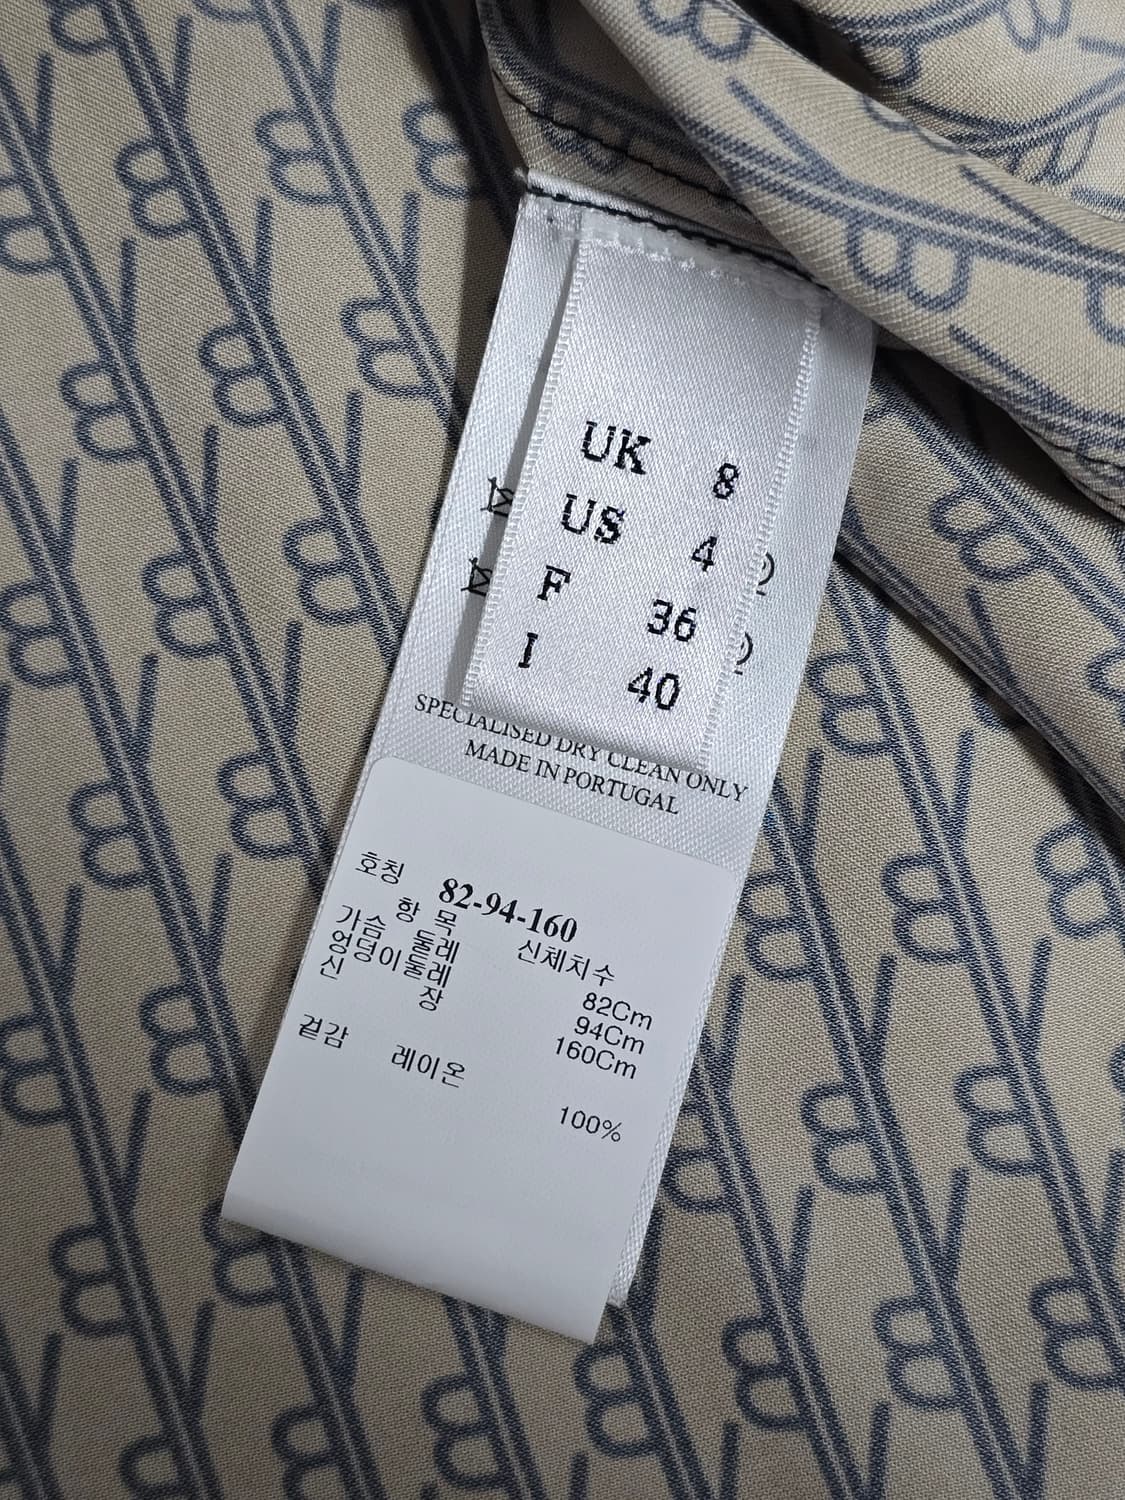 UK 8
US 4
F 36
I 40
SPECIALISED DRY CLEAN ONLY
MADE IN PORTUGAL
호칭 82-94-160
항 목 신체치수
가슴 둘레 82Cm
엉덩이둘레 94Cm
신 장 160Cm
겉감 레이온 100%